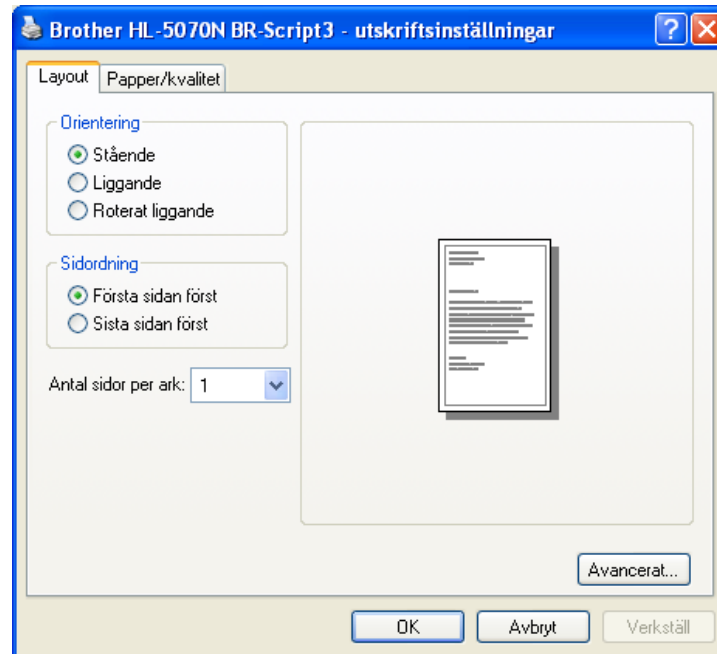 Brother HL-5070N BR-Script3 - utskriftsinställningar
Layout
Papper/kvalitet
Orientering
Stående
Liggande
Roterat liggande
Sidordning
Första sidan först
Sista sidan först
Antal sidor per ark: 1
Avancerat...
OK
Avbryt
Verkställ